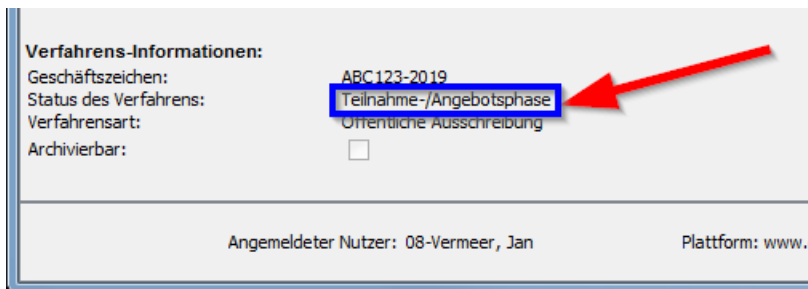 Verfahrens-Informationen:
Geschäftszeichen: ABC123-2019
Status des Verfahrens: Teilnahme-/Angebotsphase
Verfahrensart: Öffentliche Ausschreibung
Archivierbar:
Angemeldeter Nutzer: 08-Vermeer, Jan Plattform: www.